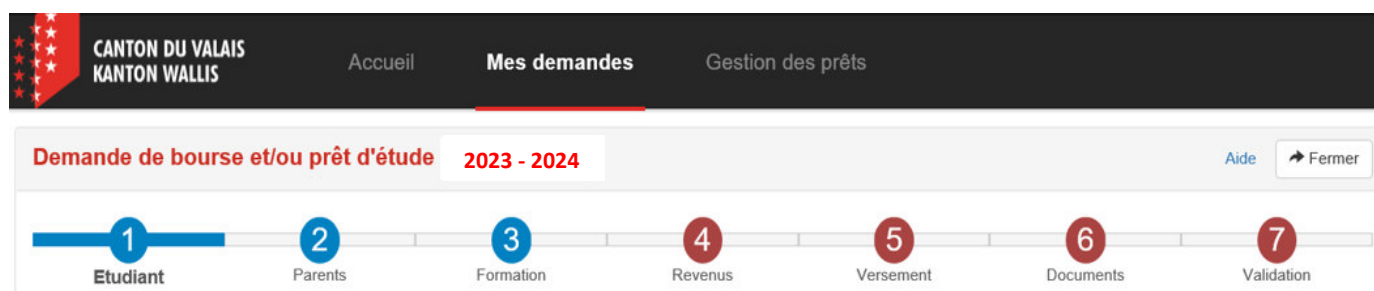 CANTON DU VALAIS
KANTON WALLIS
Accueil
Mes demandes
Gestion des prêts
Demande de bourse et/ou prêt d'étude 2023 - 2024
Aide
Fermer
1 2 3 4 5 6 7
Etudiant Parents Formation Revenus Versement Documents Validation